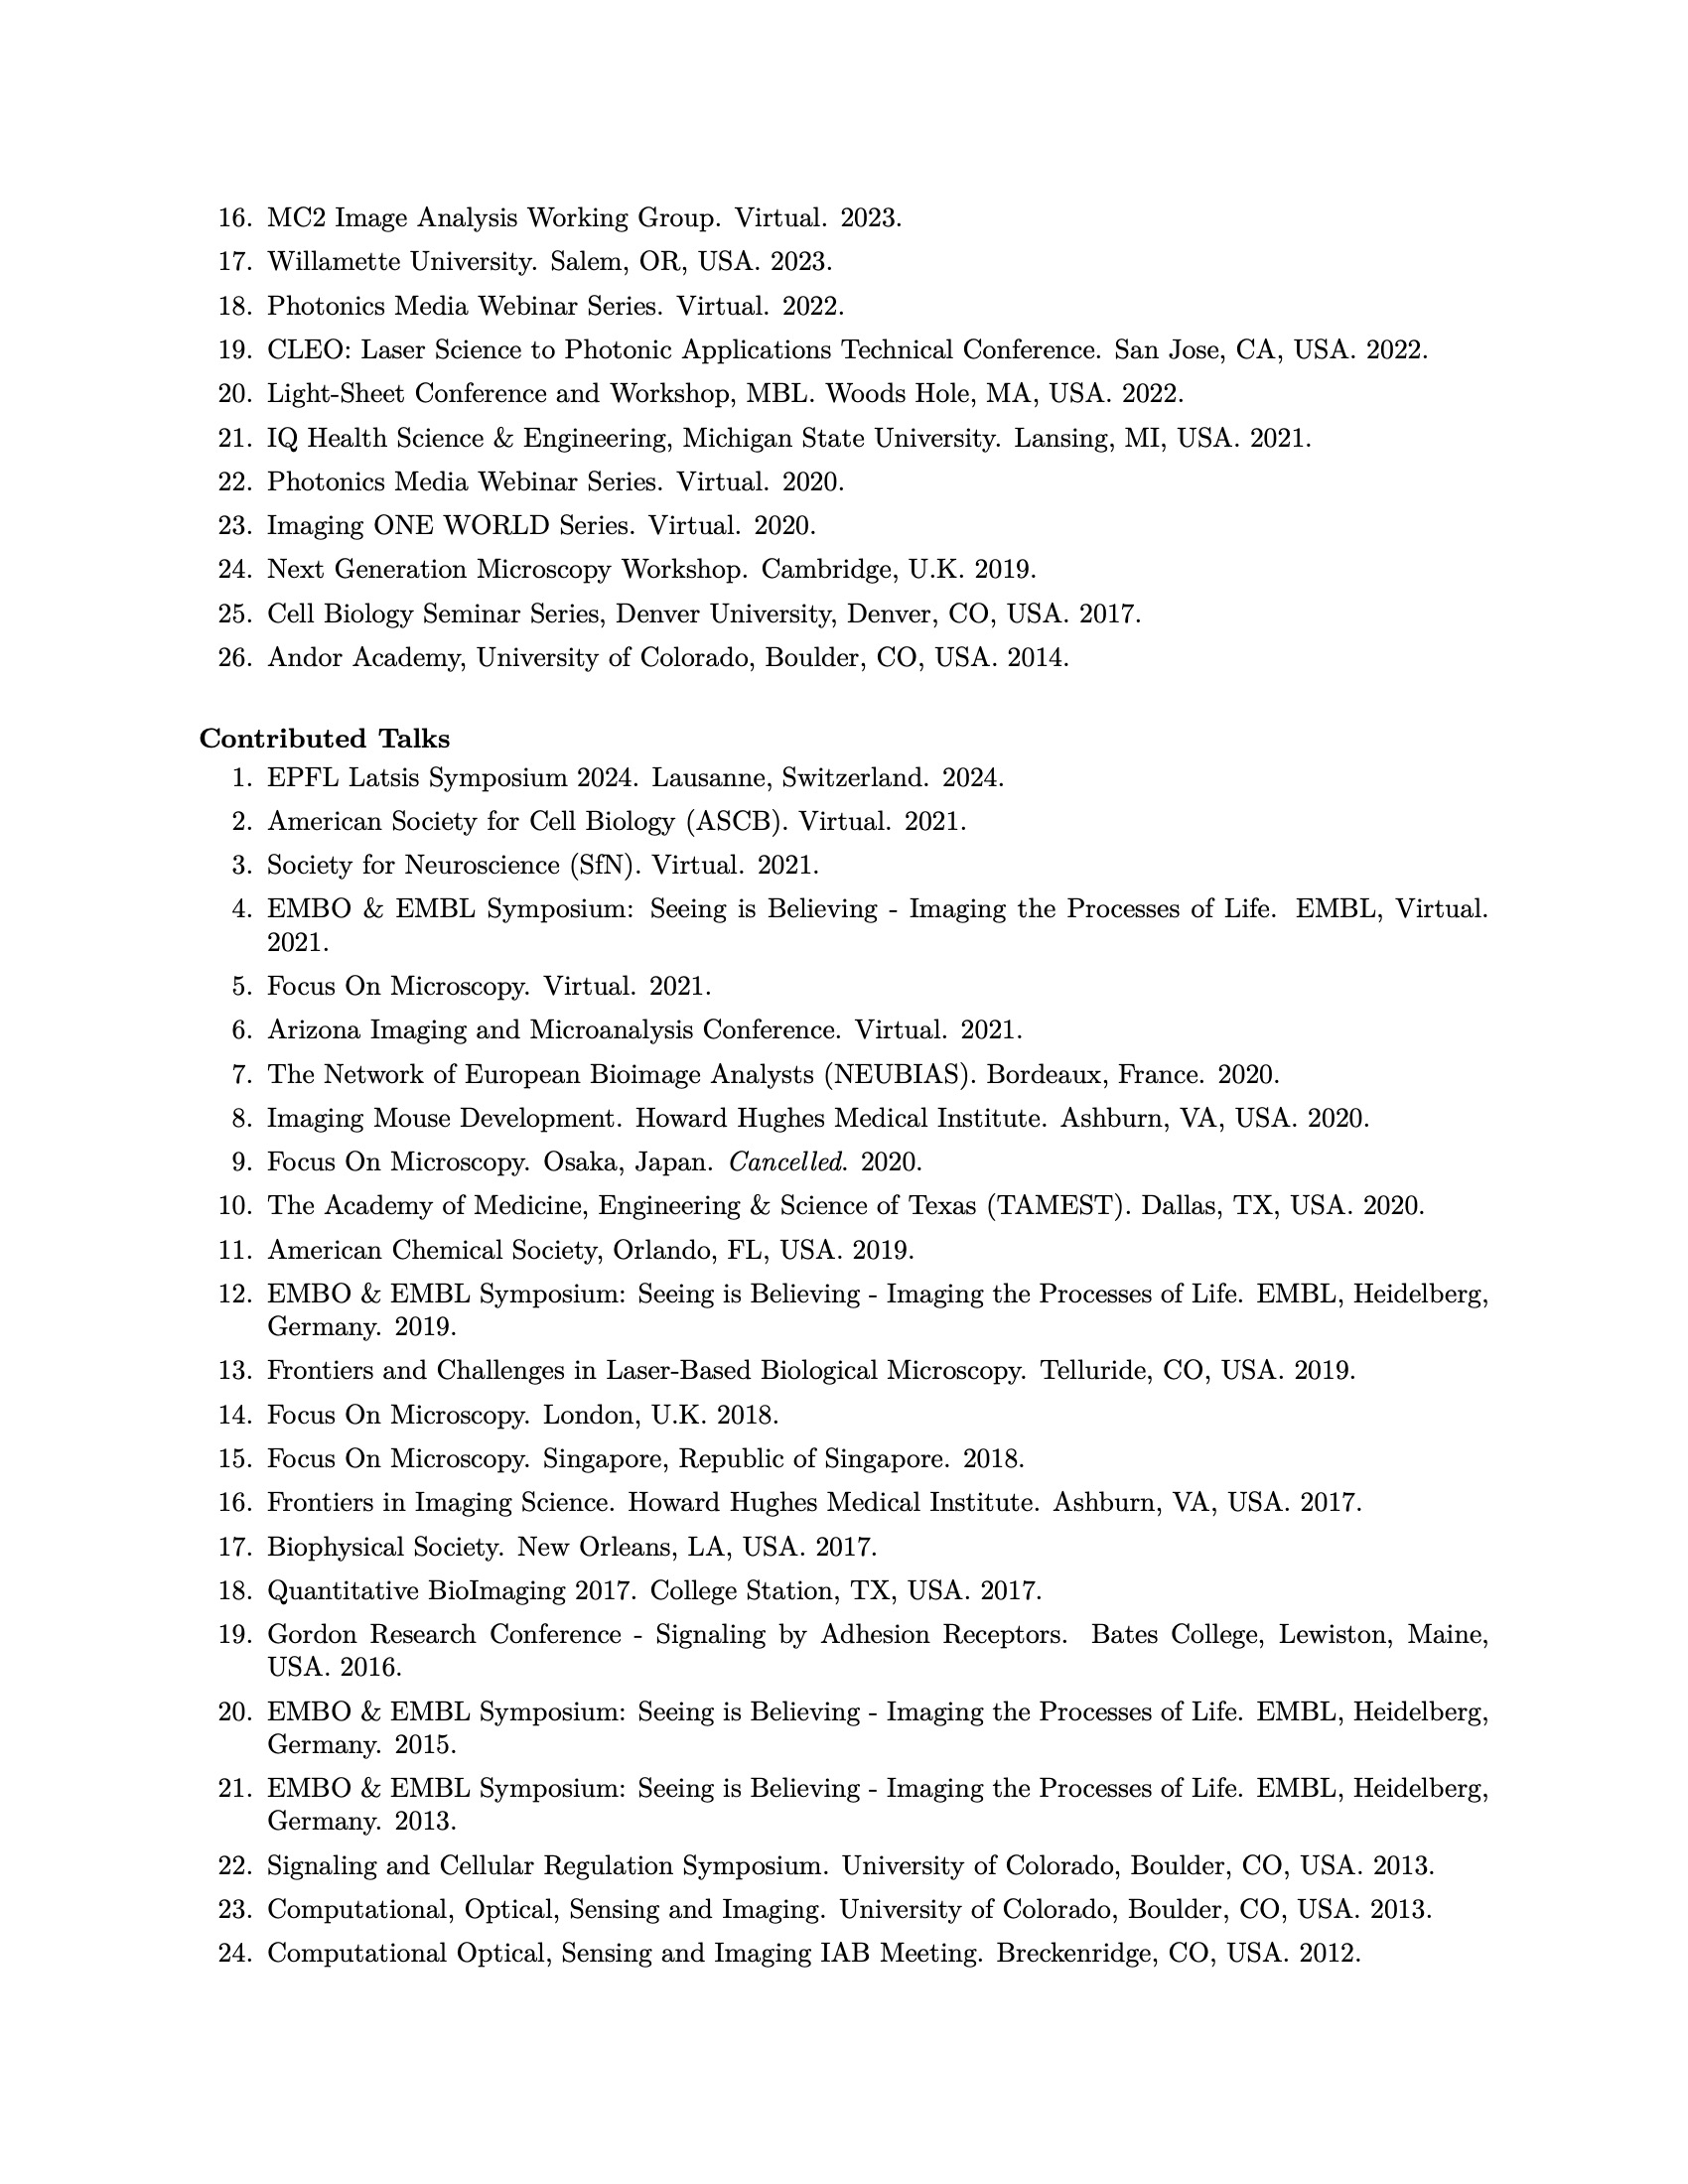 16. MC2 Image Analysis Working Group. Virtual. 2023.
17. Willamette University. Salem, OR, USA. 2023.
18. Photonics Media Webinar Series. Virtual. 2022.
19. CLEO: Laser Science to Photonic Applications Technical Conference. San Jose, CA, USA. 2022.
20. Light-Sheet Conference and Workshop, MBL. Woods Hole, MA, USA. 2022.
21. IQ Health Science & Engineering, Michigan State University. Lansing, MI, USA. 2021.
22. Photonics Media Webinar Series. Virtual. 2020.
23. Imaging ONE WORLD Series. Virtual. 2020.
24. Next Generation Microscopy Workshop. Cambridge, U.K. 2019.
25. Cell Biology Seminar Series, Denver University, Denver, CO, USA. 2017.
26. Andor Academy, University of Colorado, Boulder, CO, USA. 2014.
Contributed Talks
1. EPFL Latsis Symposium 2024. Lausanne, Switzerland. 2024.
2. American Society for Cell Biology (ASCB). Virtual. 2021.
3. Society for Neuroscience (SfN). Virtual. 2021.
4. EMBO & EMBL Symposium: Seeing is Believing - Imaging the Processes of Life. EMBL, Virtual.
2021.
5. Focus On Microscopy. Virtual. 2021.
6. Arizona Imaging and Microanalysis Conference. Virtual. 2021.
7. The Network of European Bioimage Analysts (NEUBIAS). Bordeaux, France. 2020.
8. Imaging Mouse Development. Howard Hughes Medical Institute. Ashburn, VA, USA. 2020.
9. Focus On Microscopy. Osaka, Japan. Cancelled. 2020.
10. The Academy of Medicine, Engineering & Science of Texas (TAMEST). Dallas, TX, USA. 2020.
11. American Chemical Society, Orlando, FL, USA. 2019.
12. EMBO & EMBL Symposium: Seeing is Believing - Imaging the Processes of Life. EMBL, Heidelberg,
Germany. 2019.
13. Frontiers and Challenges in Laser-Based Biological Microscopy. Telluride, CO, USA. 2019.
14. Focus On Microscopy. London, U.K. 2018.
15. Focus On Microscopy. Singapore, Republic of Singapore. 2018.
16. Frontiers in Imaging Science. Howard Hughes Medical Institute. Ashburn, VA, USA. 2017.
17. Biophysical Society. New Orleans, LA, USA. 2017.
18. Quantitative BioImaging 2017. College Station, TX, USA. 2017.
19. Gordon Research Conference - Signaling by Adhesion Receptors. Bates College, Lewiston, Maine,
USA. 2016.
20. EMBO & EMBL Symposium: Seeing is Believing - Imaging the Processes of Life. EMBL, Heidelberg,
Germany. 2015.
21. EMBO & EMBL Symposium: Seeing is Believing - Imaging the Processes of Life. EMBL, Heidelberg,
Germany. 2013.
22. Signaling and Cellular Regulation Symposium. University of Colorado, Boulder, CO, USA. 2013.
23. Computational, Optical, Sensing and Imaging. University of Colorado, Boulder, CO, USA. 2013.
24. Computational Optical, Sensing and Imaging IAB Meeting. Breckenridge, CO, USA. 2012.